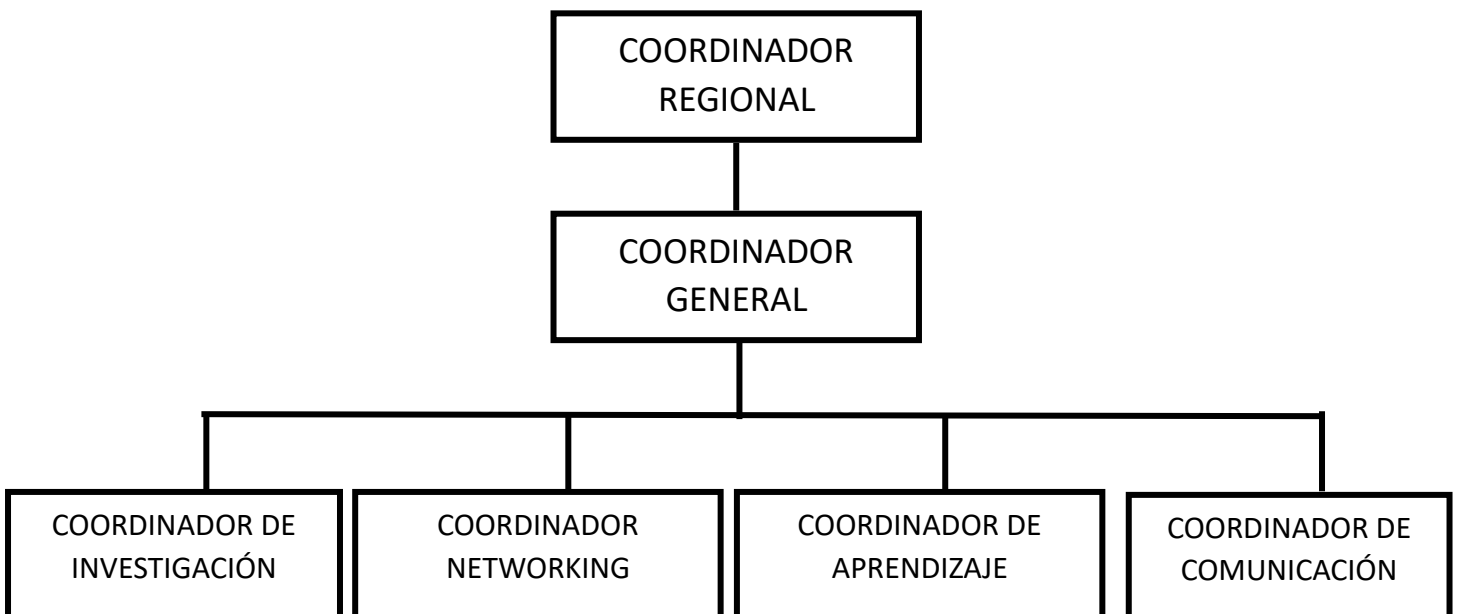 COORDINADOR
REGIONAL
COORDINADOR
GENERAL
COORDINADOR DE
INVESTIGACIÓN
COORDINADOR
NETWORKING
COORDINADOR DE
APRENDIZAJE
COORDINADOR DE
COMUNICACIÓN